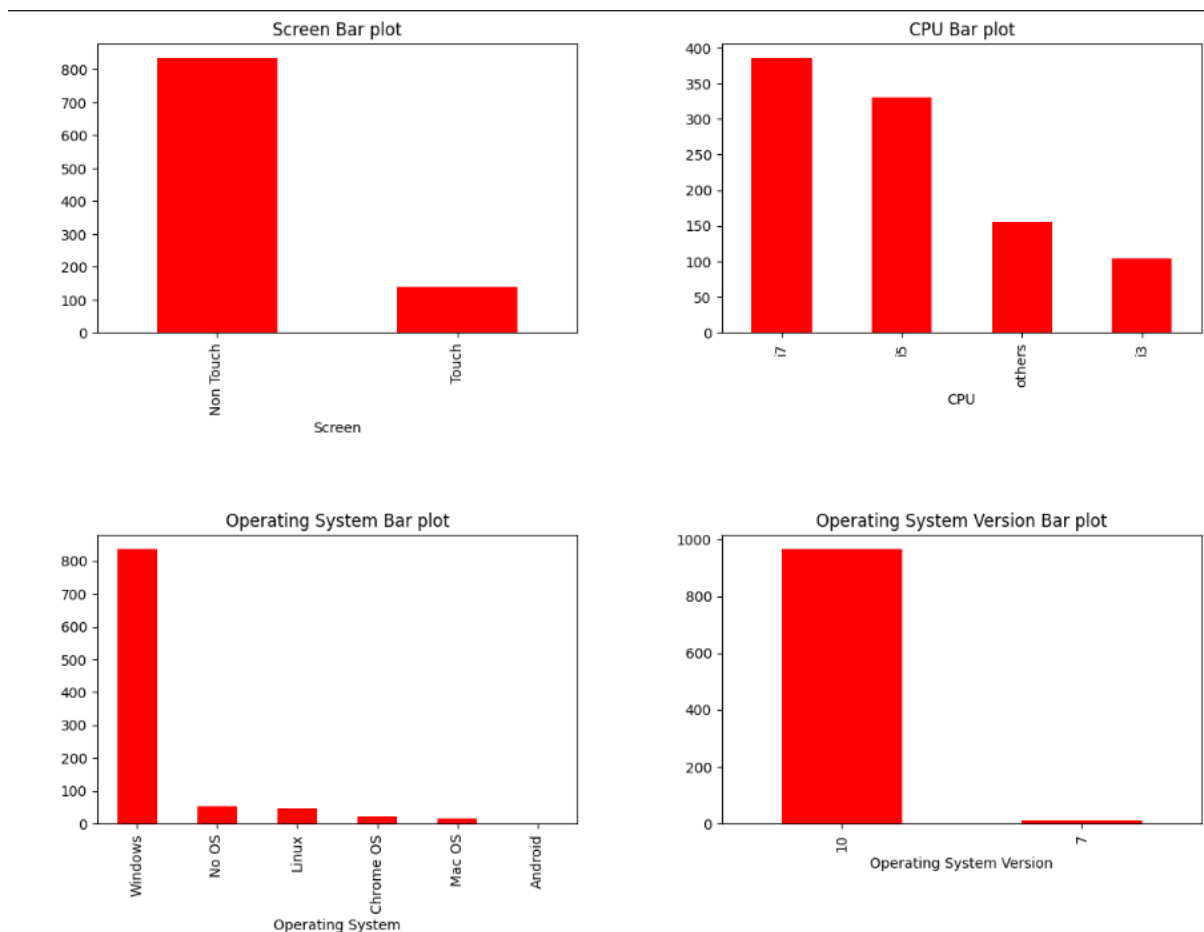 Screen Bar plot
800
700
600
500
400
300
200
100
0
Non Touch
Touch
Screen
CPU Bar plot
400
350
300
250
200
150
100
50
0
i7
i5
others
i3
CPU
Operating System Bar plot
800
700
600
500
400
300
200
100
0
Windows
No OS
Linux
Chrome OS
Mac OS
Android
Operating System
Operating System Version Bar plot
1000
800
600
400
200
0
10
7
Operating System Version